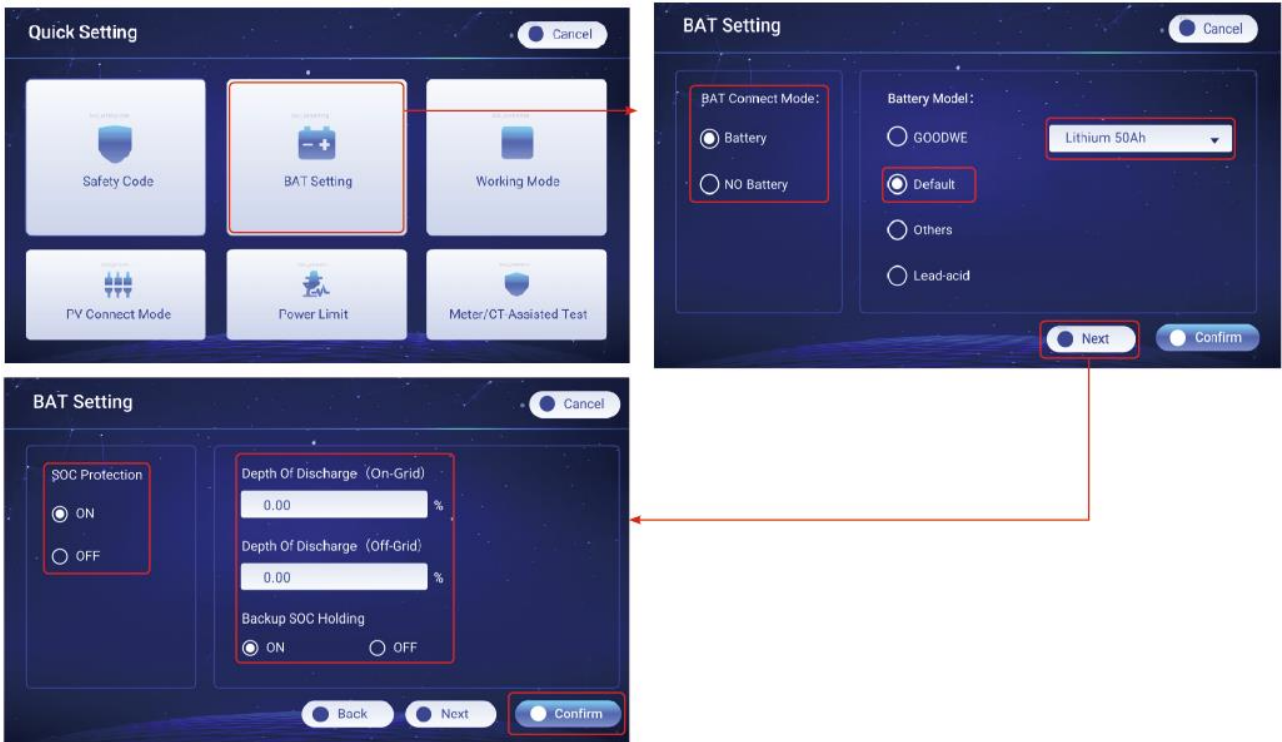 Quick Setting
Cancel
Safety Code
BAT Setting
Working Mode
PV Connect Mode
Power Limit
Meter/CT-Assisted Test
BAT Setting
Cancel
BAT Connect Mode:
Battery
NO Battery
Battery Model:
GOODWE
Lithium 50Ah
Default
Others
Lead-acid
Next
Confirm
BAT Setting
Cancel
SOC Protection
ON
OFF
Depth Of Discharge (On-Grid)
0.00 %
Depth Of Discharge (Off-Grid)
0.00 %
Backup SOC Holding
ON OFF
Back
Next
Confirm